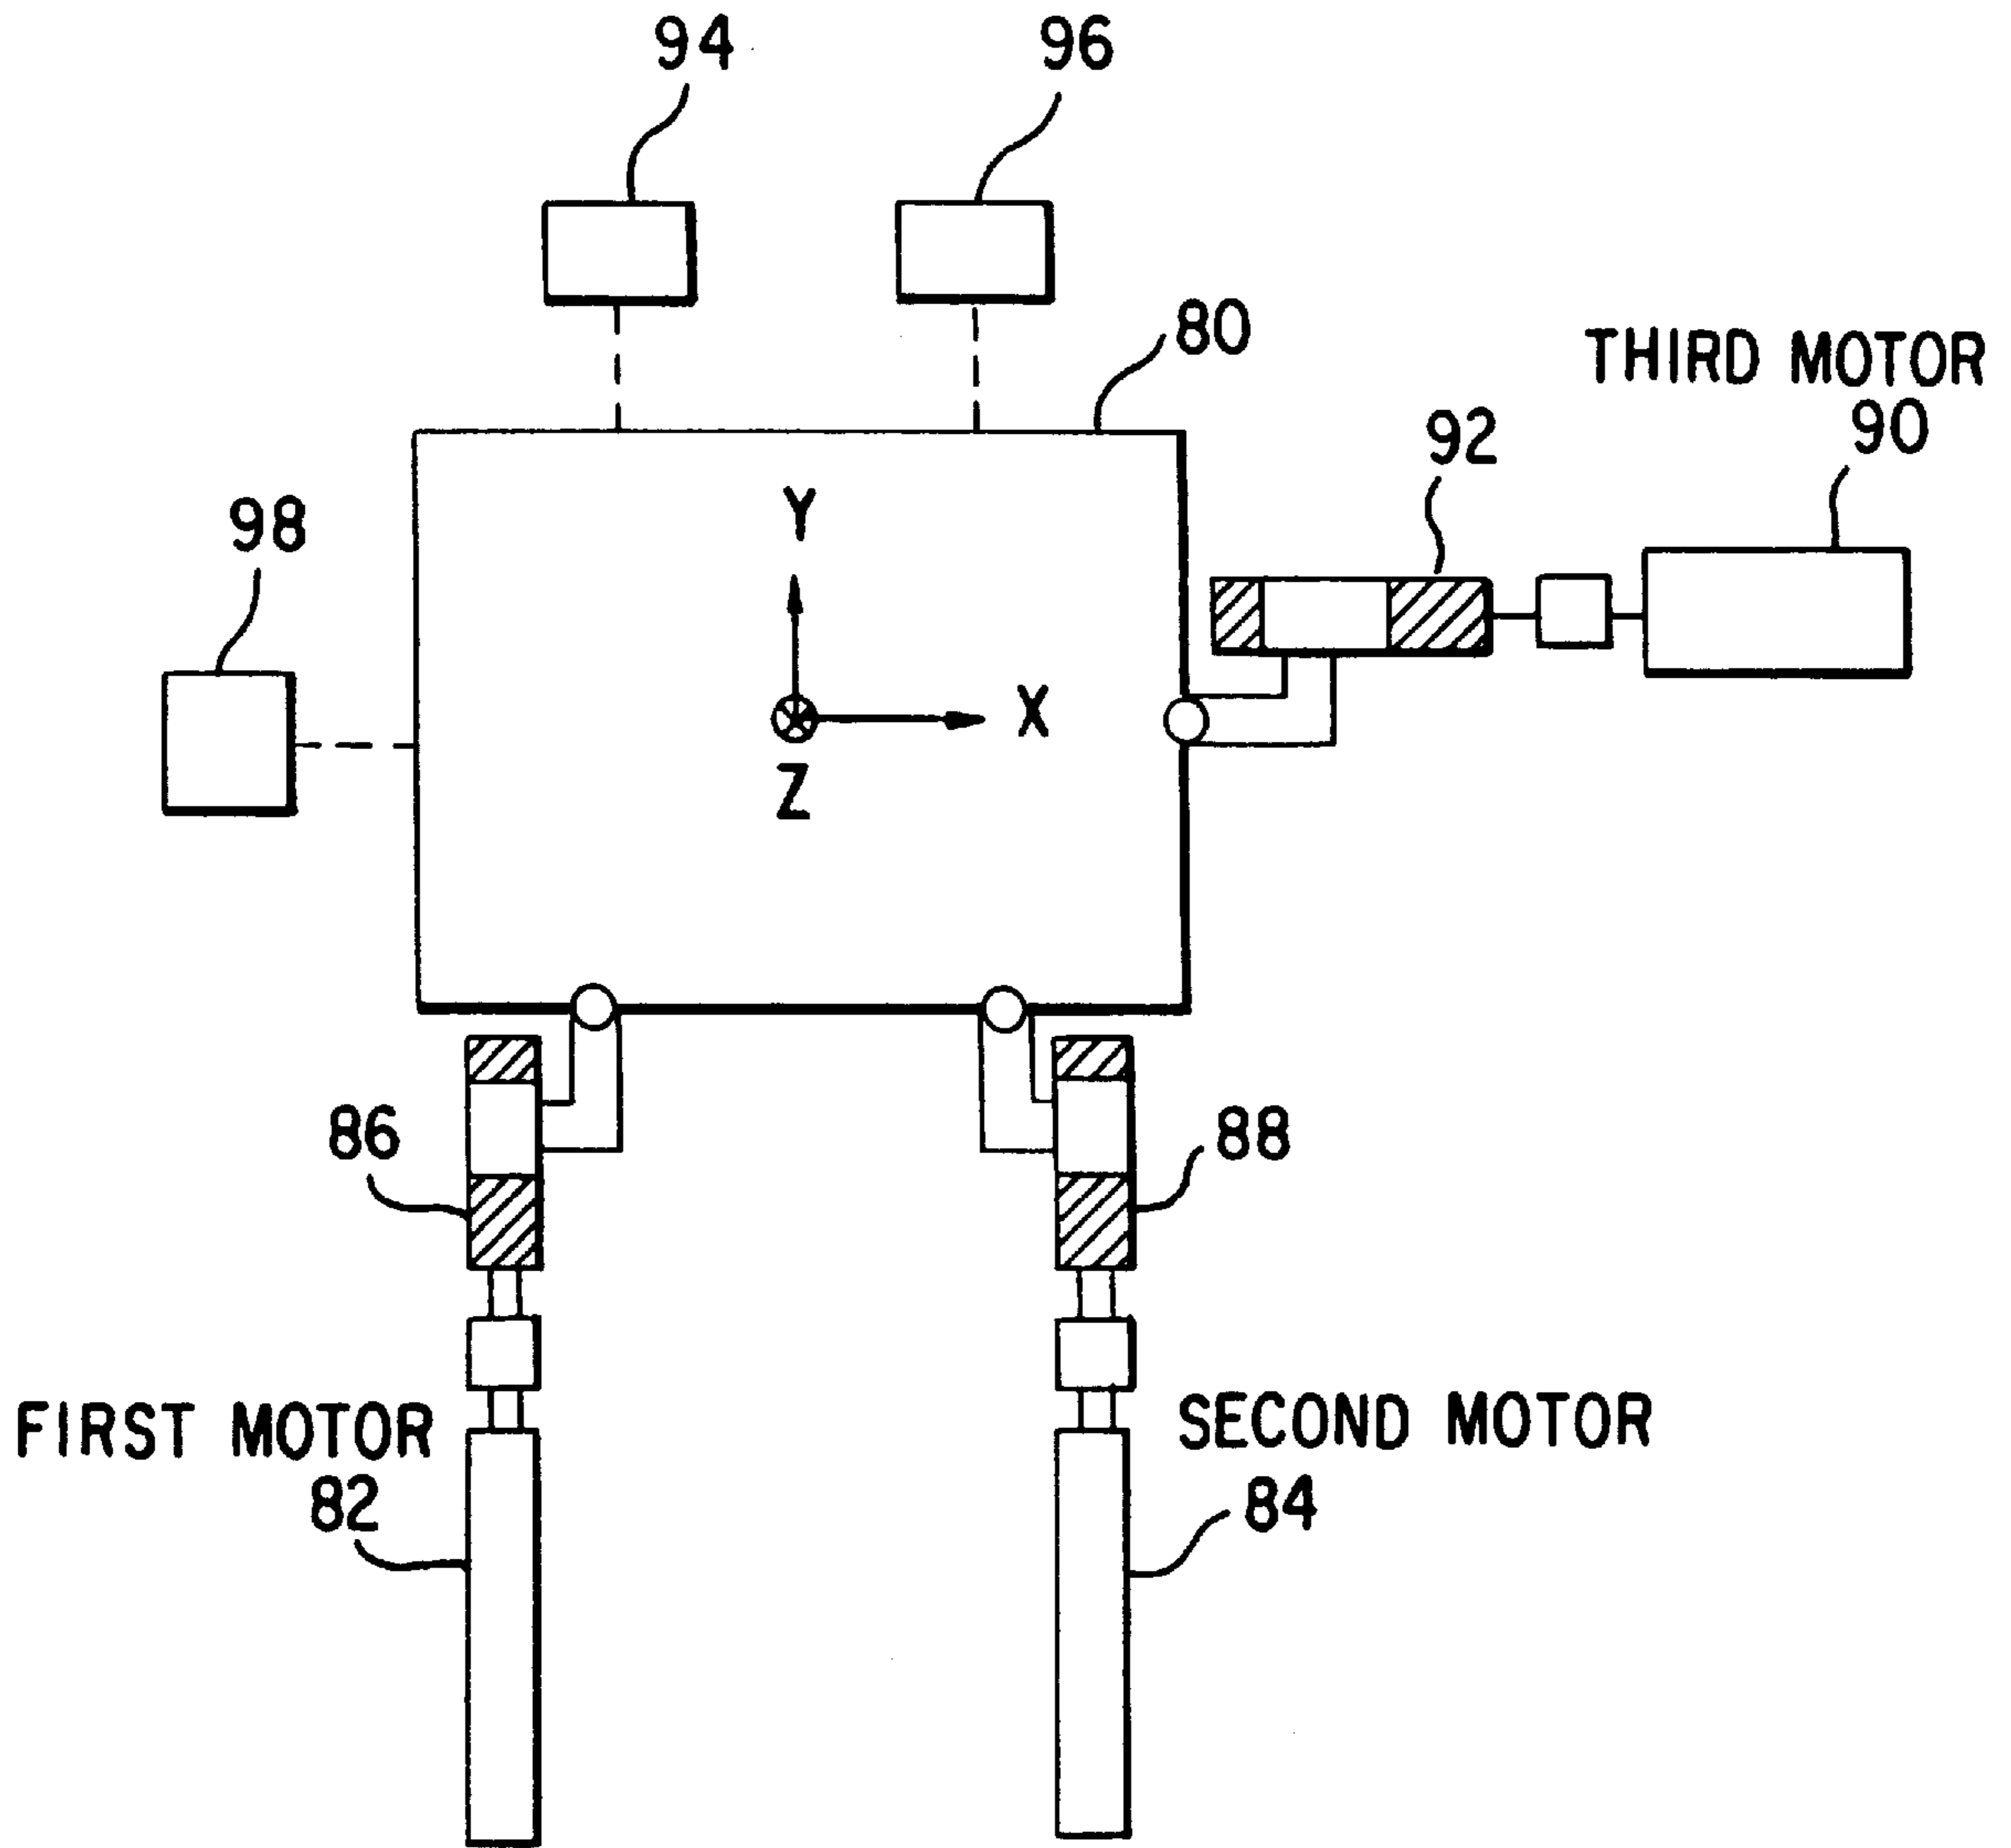 94
96
80
THIRD MOTOR
90
92
98
Y
X
Z
86
88
FIRST MOTOR
82
SECOND MOTOR
84